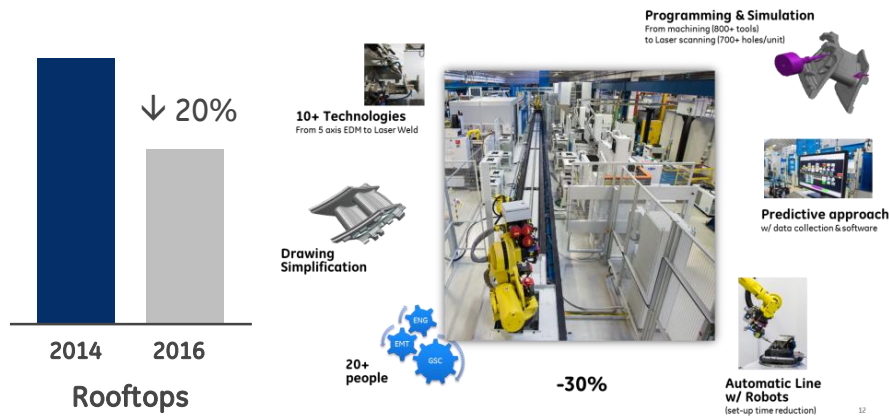 ↓ 20%
2014
2016
Rooftops
10+ Technologies
From 5 axis EDM to Laser Weld
Drawing
Simplification
20+
people
ENG
EMT
GSC
-30%
Programming & Simulation
From machining (800+ tools)
to Laser scanning (700+ holes/unit)
Predictive approach
w/ data collection & software
Automatic Line
w/ Robots
(set-up time reduction)
12